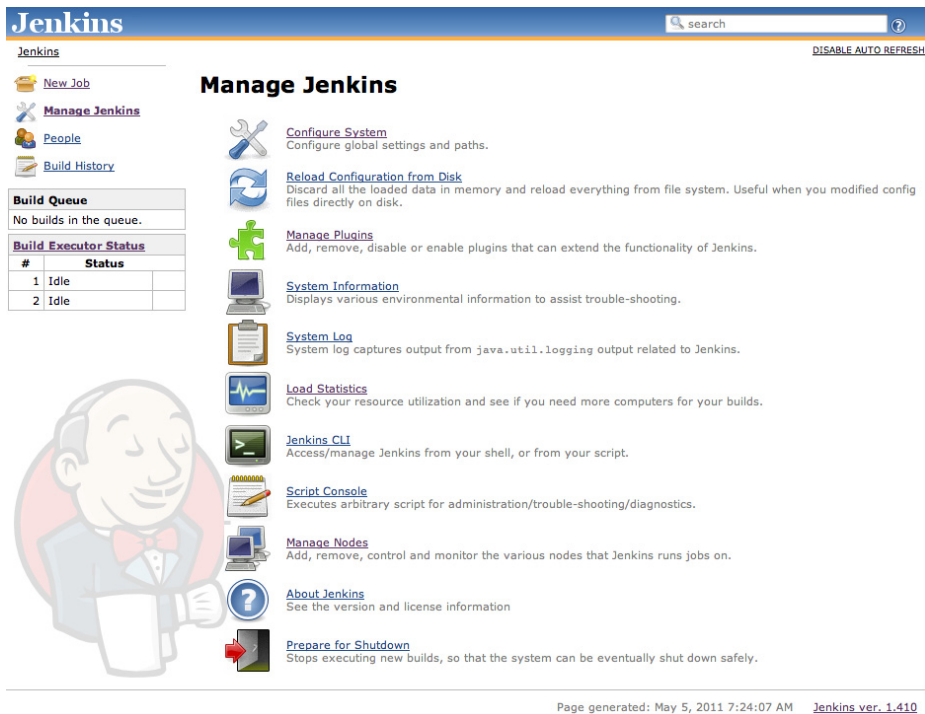 Jenkins
search
Jenkins
DISABLE AUTO REFRESH
New Job
Manage Jenkins
People
Build History
Build Queue
No builds in the queue.
Build Executor Status
# Status
1 Idle
2 Idle
Manage Jenkins
Configure System
Configure global settings and paths.
Reload Configuration from Disk
Discard all the loaded data in memory and reload everything from file system. Useful when you modified config
files directly on disk.
Manage Plugins
Add, remove, disable or enable plugins that can extend the functionality of Jenkins.
System Information
Displays various environmental information to assist trouble-shooting.
System Log
System log captures output from java.util.logging output related to Jenkins.
Load Statistics
Check your resource utilization and see if you need more computers for your builds.
Jenkins CLI
Access/manage Jenkins from your shell, or from your script.
Script Console
Executes arbitrary script for administration/trouble-shooting/diagnostics.
Manage Nodes
Add, remove, control and monitor the various nodes that Jenkins runs jobs on.
About Jenkins
See the version and license information
Prepare for Shutdown
Stops executing new builds, so that the system can be eventually shut down safely.
Page generated: May 5, 2011 7:24:07 AM Jenkins ver. 1.410